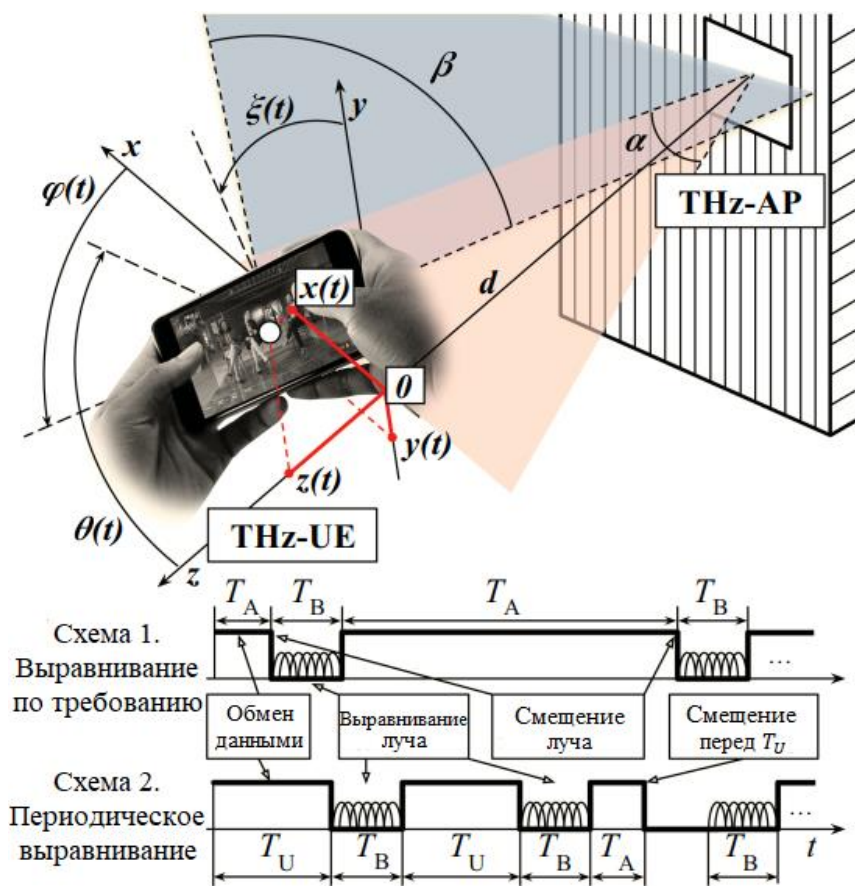 β
ξ(t)
y
x
α
φ(t)
THz-AP
d
x(t)
0
y(t)
z(t)
θ(t)
THz-UE
z
T_A T_B T_A T_B
Схема 1.
Выравнивание
по требованию
...
Обмен
данными
Выравнивание
луча
Смещение
луча
Смещение
перед T_U
Схема 2.
Периодическое
выравнивание
...
T_U T_B T_U T_B T_A T_B t